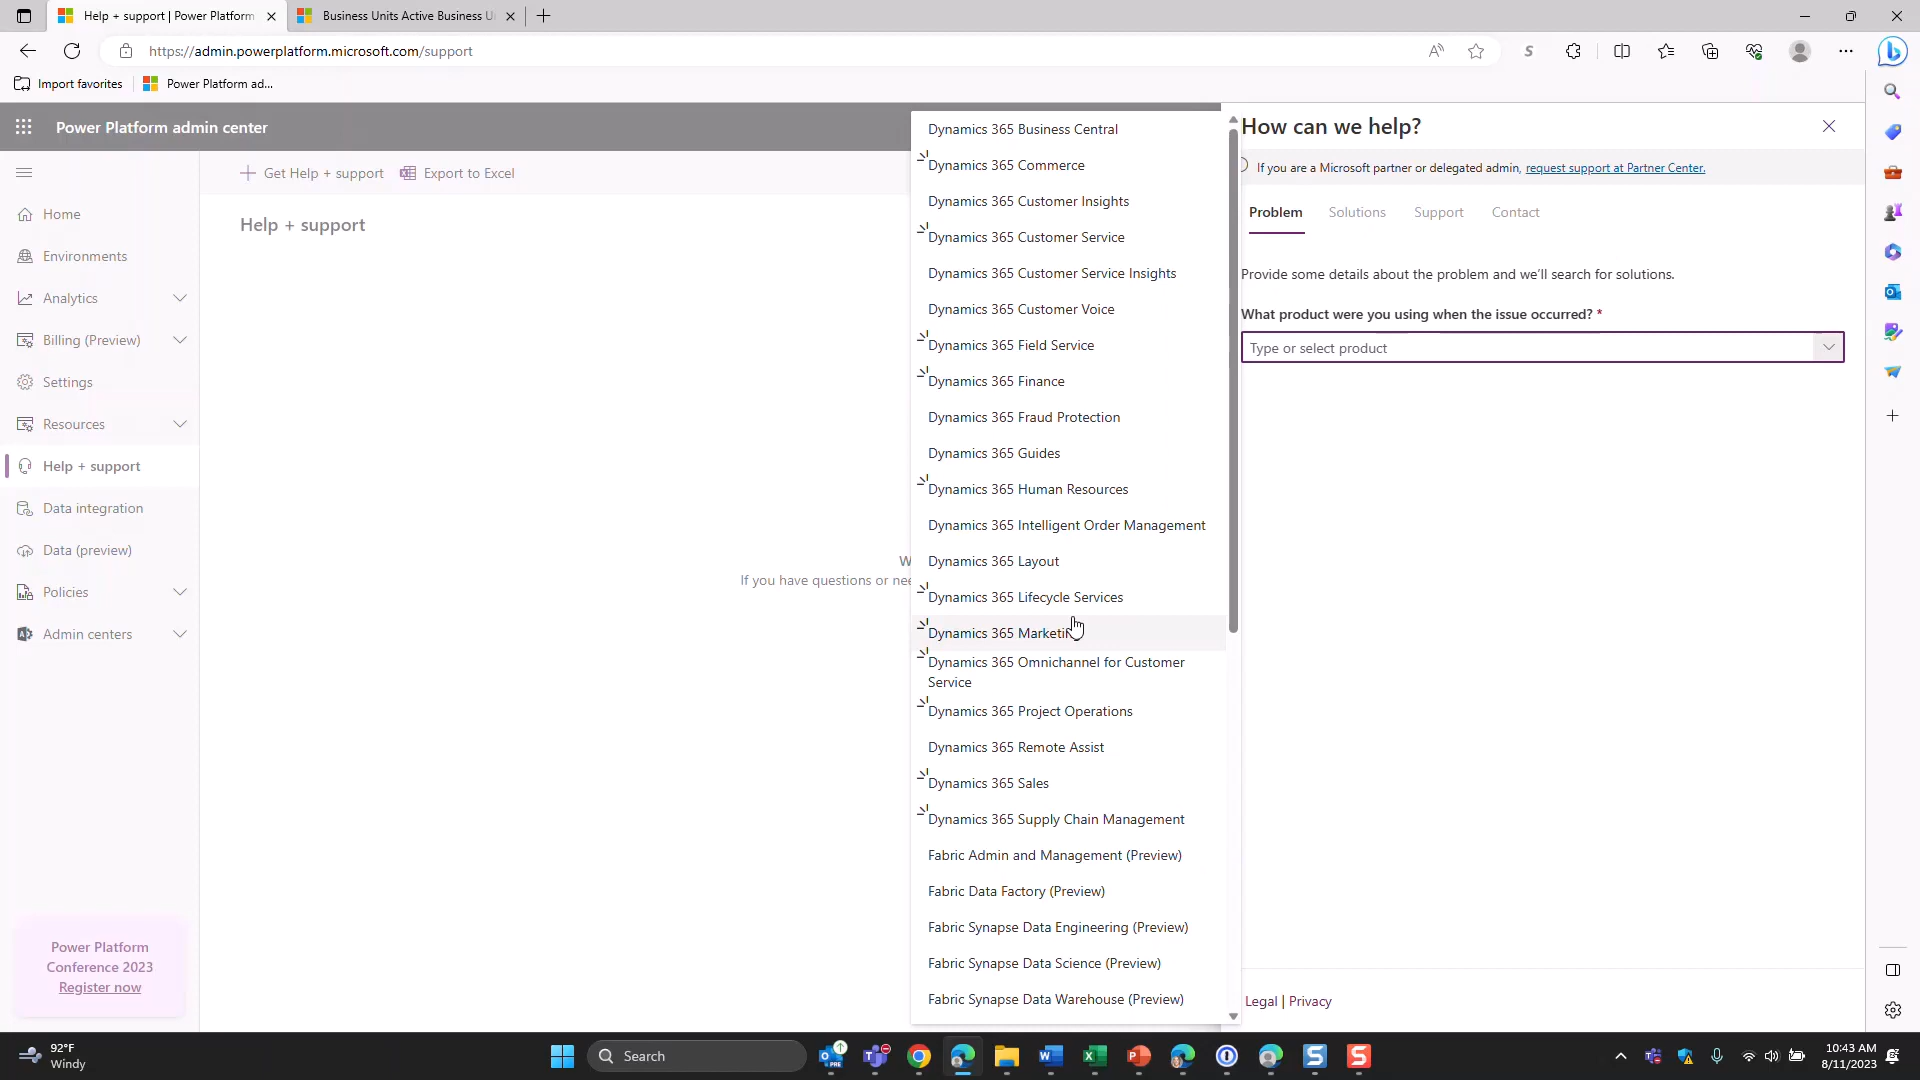 Help + support | Power Platform
Business Units Active Business U
https://admin.powerplatform.microsoft.com/support
Import favorites
Power Platform ad...
Power Platform admin center
Get Help + support
Export to Excel
Help + support
Home
Environments
Analytics
Billing (Preview)
Settings
Resources
Help + support
Data integration
Data (preview)
Policies
Admin centers
Power Platform
Conference 2023
Register now
W
If you have questions or nee
Dynamics 365 Business Central
Dynamics 365 Commerce
Dynamics 365 Customer Insights
Dynamics 365 Customer Service
Dynamics 365 Customer Service Insights
Dynamics 365 Customer Voice
Dynamics 365 Field Service
Dynamics 365 Finance
Dynamics 365 Fraud Protection
Dynamics 365 Guides
Dynamics 365 Human Resources
Dynamics 365 Intelligent Order Management
Dynamics 365 Layout
Dynamics 365 Lifecycle Services
Dynamics 365 Marketin
Dynamics 365 Omnichannel for Customer
Service
Dynamics 365 Project Operations
Dynamics 365 Remote Assist
Dynamics 365 Sales
Dynamics 365 Supply Chain Management
Fabric Admin and Management (Preview)
Fabric Data Factory (Preview)
Fabric Synapse Data Engineering (Preview)
Fabric Synapse Data Science (Preview)
Fabric Synapse Data Warehouse (Preview)
How can we help?
If you are a Microsoft partner or delegated admin, request support at Partner Center.
Problem Solutions Support Contact
Provide some details about the problem and we'll search for solutions.
What product were you using when the issue occurred? *
Type or select product
Legal | Privacy
92°F
Windy
Search
10:43 AM
8/11/2023